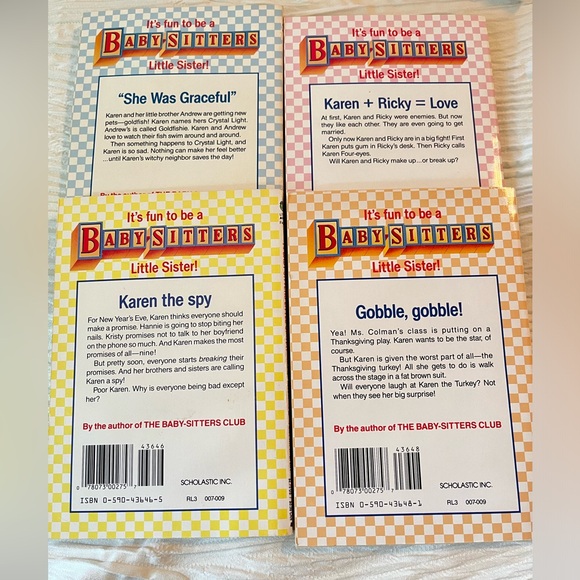 It's fun to be a
BABY-SITTERS
Little Sister!
"She Was Graceful"
Karen and her little brother Andrew are getting new
pets—goldfish! Karen names hers Crystal Light.
Andrew's is called Goldfishie. Karen and Andrew
love to watch their fish swim around and around.
Then something happens to Crystal Light, and
Karen is so sad. Nothing can make her feel better
...until Karen's witchy neighbor saves the day!
By the author of THE
It's fun to be a
BABY-SITTERS
Little Sister!
Karen + Ricky = Love
At first, Karen and Ricky were enemies. But now
they like each other. They are even going to get
married.
Only now Karen and Ricky are in a big fight! First
Karen puts gum in Ricky's desk. Then Ricky calls
Karen Four-eyes.
Will Karen and Ricky make up...or break up?
It's fun to be a
BABY-SITTERS
Little Sister!
Karen the spy
For New Year's Eve, Karen thinks everyone should
make a promise. Hannie is going to stop biting her
nails. Kristy promises not to talk to her boyfriend
on the phone so much. And Karen makes the most
promises of all—nine!
But pretty soon, everyone starts breaking their
promises. And her brothers and sisters are calling
Karen a spy!
Poor Karen. Why is everyone being bad except
her?
By the author of THE BABY-SITTERS CLUB
43646
0 78073 00275 7
SCHOLASTIC INC.
ISBN 0-590-43646-5
RL3 007-009
It's fun to be a
BABY-SITTERS
Little Sister!
Gobble, gobble!
Yea! Ms. Colman's class is putting on a
Thanksgiving play. Karen wants to be the star, of
course.
But Karen is given the worst part of all—the
Thanksgiving turkey! All she gets to do is walk
across the stage in a fat brown suit.
Will everyone laugh at Karen the Turkey? Not
when they see her big surprise!
By the author of THE BABY-SITTERS CLUB
43648
0 78073 00275 7
SCHOLASTIC INC.
ISBN 0-590-43648-1
RL3 007-009